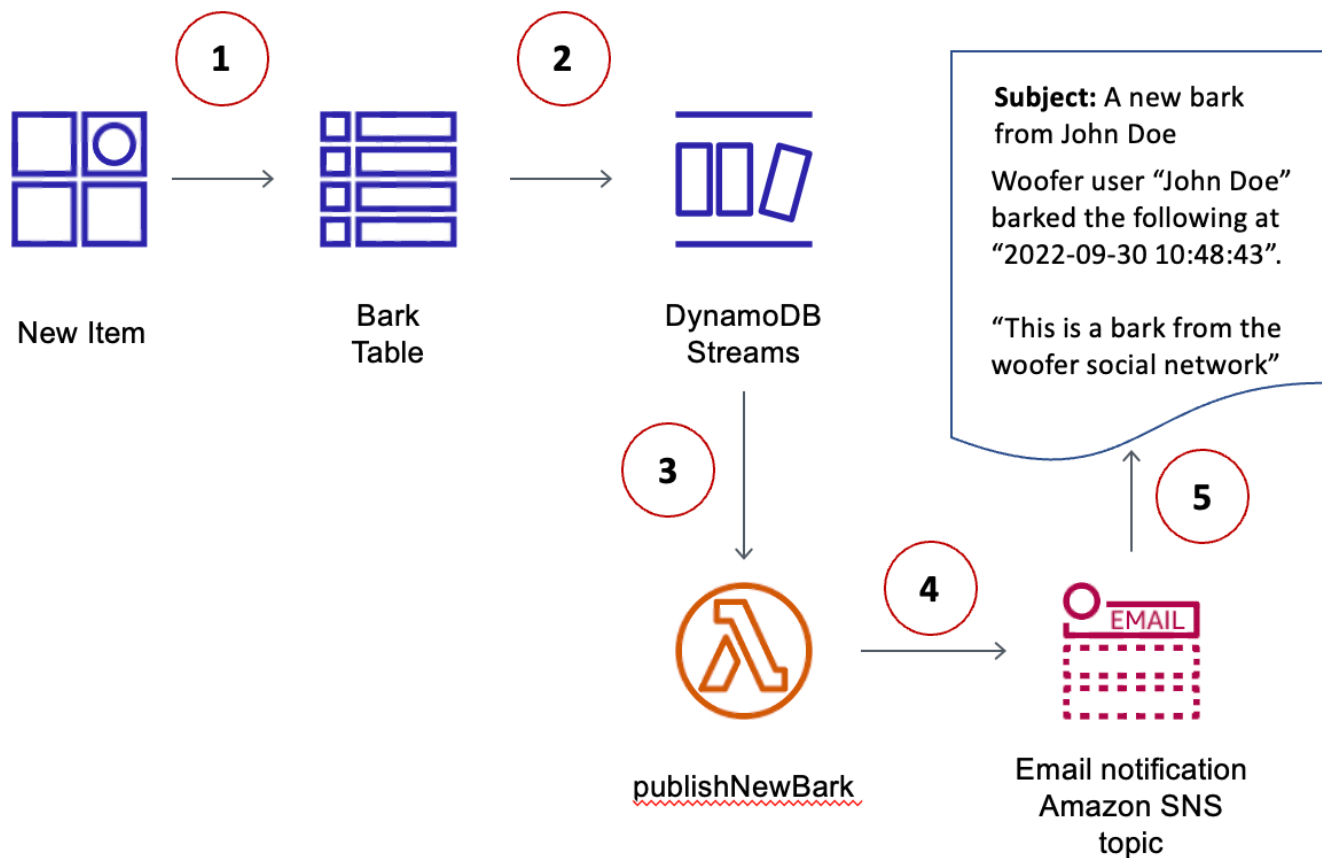 1
2
New Item
Bark
Table
DynamoDB
Streams
Subject: A new bark
from John Doe
Woofer user “John Doe”
barked the following at
“2022-09-30 10:48:43”.
“This is a bark from the
woofer social network”
3
4
5
publishNewBark
EMAIL
Email notification
Amazon SNS
topic